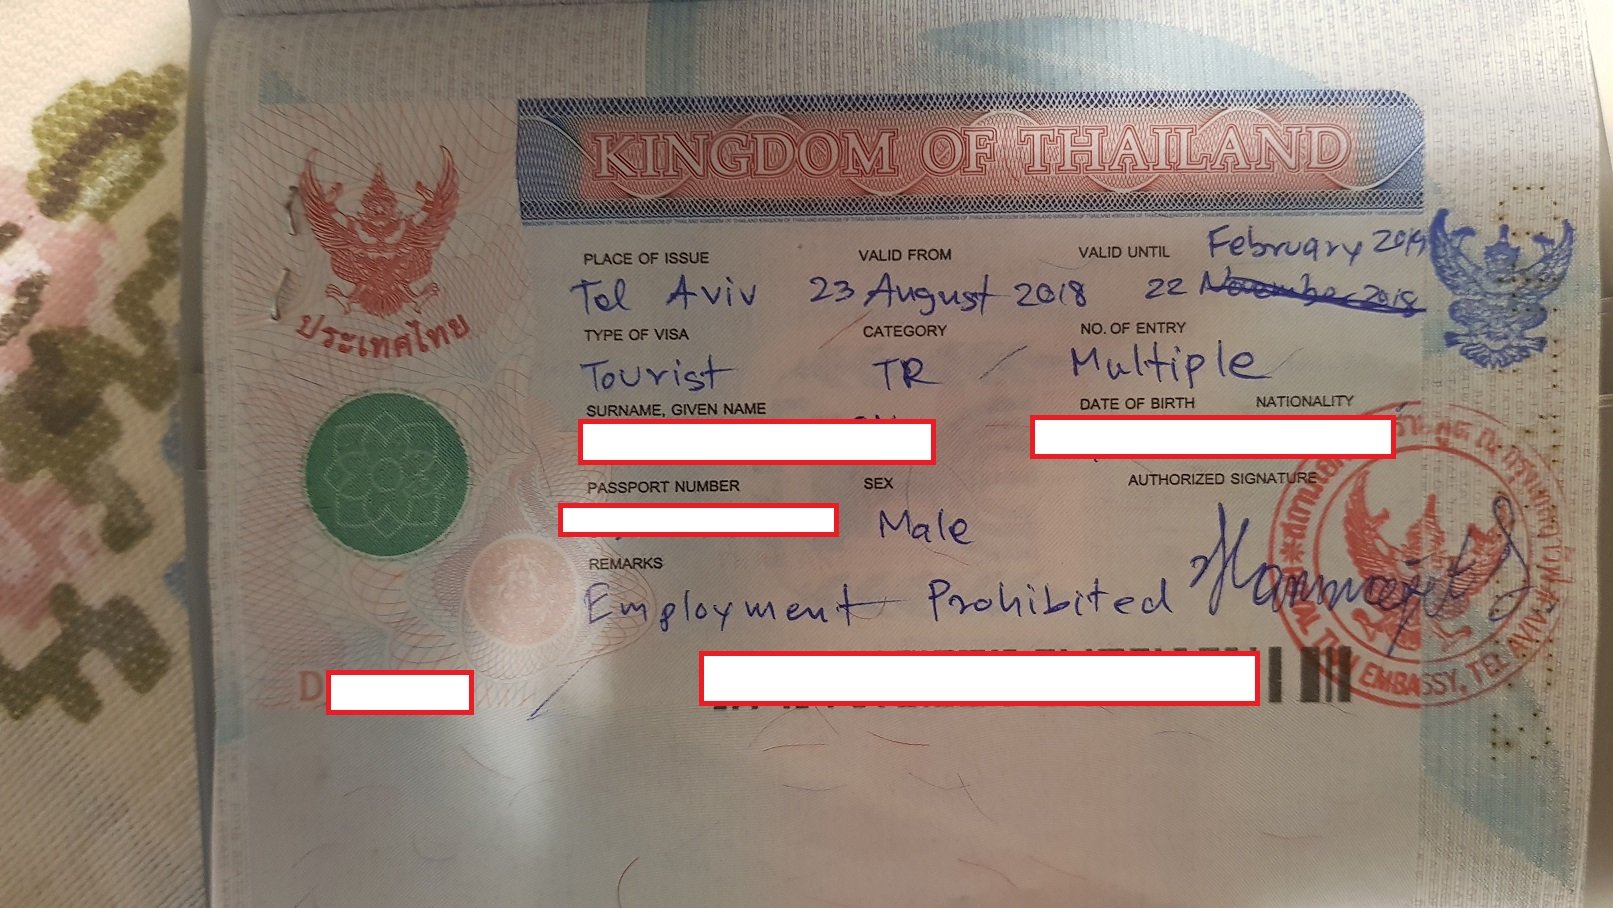 KINGDOM OF THAILAND
ประเทศไทย
PLACE OF ISSUE VALID FROM VALID UNTIL February 2019
Tel Aviv 23 August 2018 22 November 2018
TYPE OF VISA CATEGORY NO. OF ENTRY
Tourist TR Multiple
SURNAME, GIVEN NAME DATE OF BIRTH NATIONALITY
PASSPORT NUMBER SEX AUTHORIZED SIGNATURE
Male
REMARKS
Employment Prohibited
D
ROYAL THAI EMBASSY, TEL AVIV